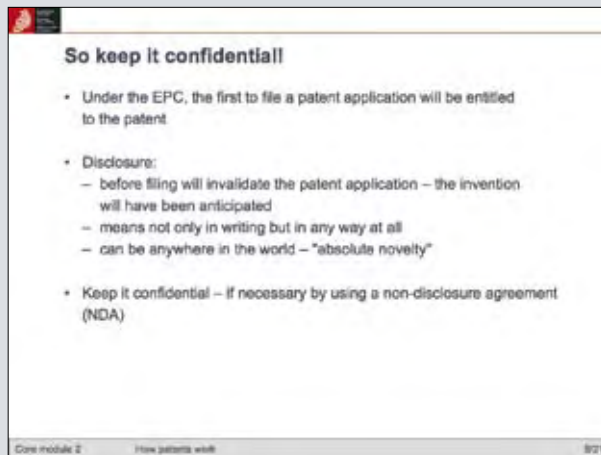 So keep it confidential!
• Under the EPC, the first to file a patent application will be entitled
to the patent
• Disclosure:
– before filing will invalidate the patent application – the invention
will have been anticipated
– means not only in writing but in any way at all
– can be anywhere in the world – "absolute novelty"
• Keep it confidential – if necessary by using a non-disclosure agreement
(NDA)
Core module 2 How patents work